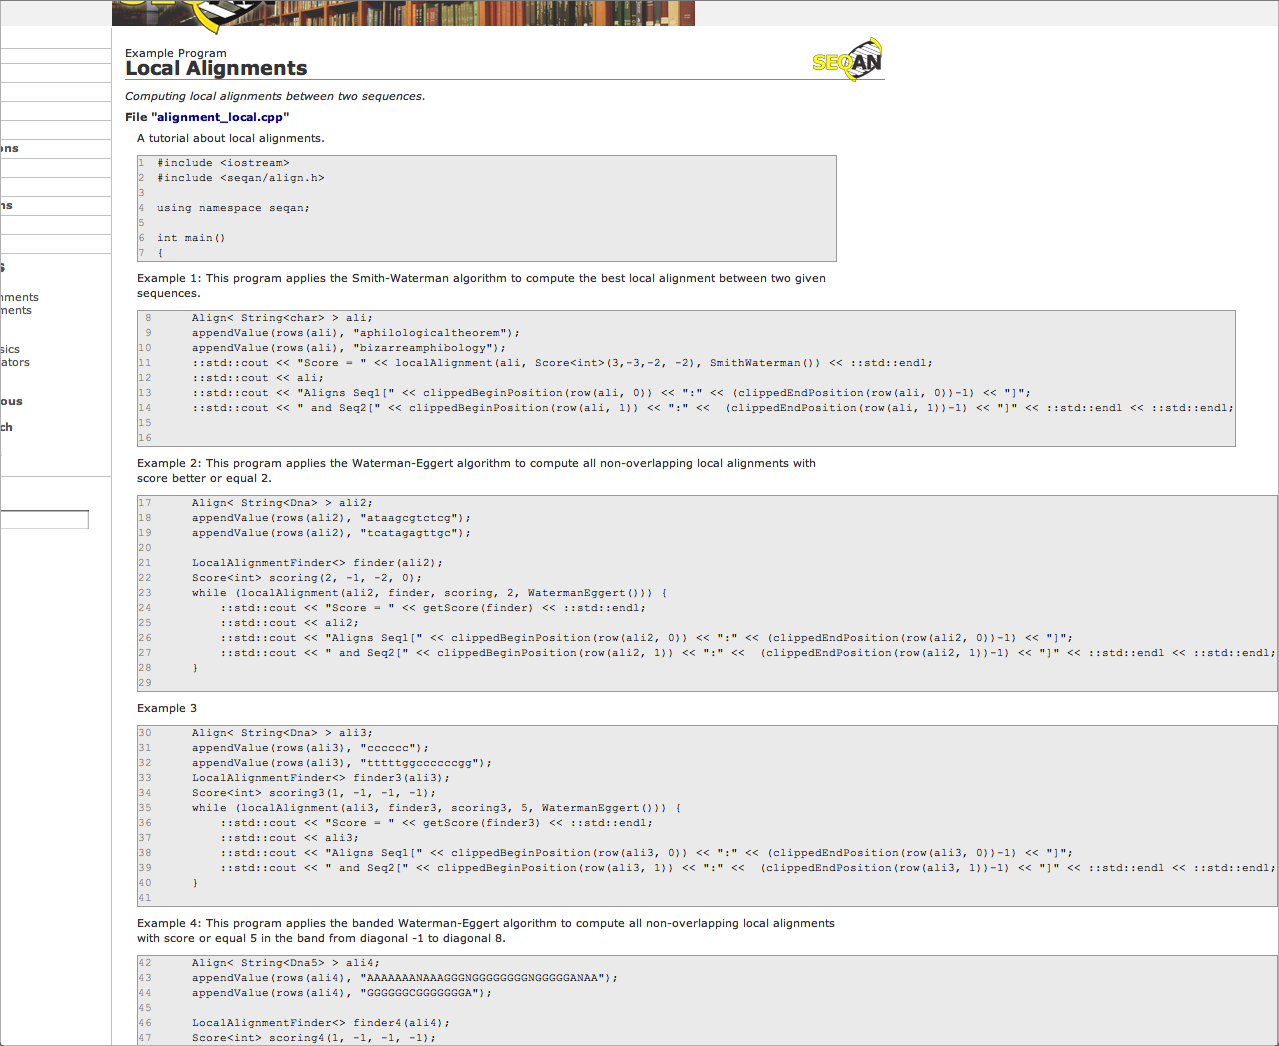 Example Program
Local Alignments
SEQAN
Computing local alignments between two sequences.
File "alignment_local.cpp"
A tutorial about local alignments.
1 #include <iostream>
2 #include <seqan/align.h>
3
4 using namespace seqan;
5
6 int main()
7 {
Example 1: This program applies the Smith-Waterman algorithm to compute the best local alignment between two given
sequences.
8 Align< String<char> > ali;
9 appendValue(rows(ali), "aphilologicaltheorem");
10 appendValue(rows(ali), "bizarreamphibology");
11 ::std::cout << "Score = " << localAlignment(ali, Score<int>(3,-3,-2, -2), SmithWaterman()) << ::std::endl;
12 ::std::cout << ali;
13 ::std::cout << "Aligns Seq1[" << clippedBeginPosition(row(ali, 0)) << ":" << (clippedEndPosition(row(ali, 0))-1) << "]";
14 ::std::cout << " and Seq2[" << clippedBeginPosition(row(ali, 1)) << ":" <<  (clippedEndPosition(row(ali, 1))-1) << "]" << ::std::endl << ::std::endl;
15
16
Example 2: This program applies the Waterman-Eggert algorithm to compute all non-overlapping local alignments with
score better or equal 2.
17 Align< String<Dna> > ali2;
18 appendValue(rows(ali2), "ataagcgtctcg");
19 appendValue(rows(ali2), "tcatagagttgc");
20
21 LocalAlignmentFinder<> finder(ali2);
22 Score<int> scoring(2, -1, -2, 0);
23 while (localAlignment(ali2, finder, scoring, 2, WatermanEggert())) {
24 ::std::cout << "Score = " << getScore(finder) << ::std::endl;
25 ::std::cout << ali2;
26 ::std::cout << "Aligns Seq1[" << clippedBeginPosition(row(ali2, 0)) << ":" << (clippedEndPosition(row(ali2, 0))-1) << "]";
27 ::std::cout << " and Seq2[" << clippedBeginPosition(row(ali2, 1)) << ":" <<  (clippedEndPosition(row(ali2, 1))-1) << "]" << ::std::endl << ::std::endl;
28 }
29
Example 3
30 Align< String<Dna> > ali3;
31 appendValue(rows(ali3), "cccccc");
32 appendValue(rows(ali3), "tttttggccccccgg");
33 LocalAlignmentFinder<> finder3(ali3);
34 Score<int> scoring3(1, -1, -1, -1);
35 while (localAlignment(ali3, finder3, scoring3, 5, WatermanEggert())) {
36 ::std::cout << "Score = " << getScore(finder3) << ::std::endl;
37 ::std::cout << ali3;
38 ::std::cout << "Aligns Seq1[" << clippedBeginPosition(row(ali3, 0)) << ":" << (clippedEndPosition(row(ali3, 0))-1) << "]";
39 ::std::cout << " and Seq2[" << clippedBeginPosition(row(ali3, 1)) << ":" <<  (clippedEndPosition(row(ali3, 1))-1) << "]" << ::std::endl << ::std::endl;
40 }
41
Example 4: This program applies the banded Waterman-Eggert algorithm to compute all non-overlapping local alignments
with score or equal 5 in the band from diagonal -1 to diagonal 8.
42 Align< String<Dna5> > ali4;
43 appendValue(rows(ali4), "AAAAAAANAAAGGGNGGGGGGGGNGGGGGANAA");
44 appendValue(rows(ali4), "GGGGGGCGGGGGGGA");
45
46 LocalAlignmentFinder<> finder4(ali4);
47 Score<int> scoring4(1, -1, -1, -1);